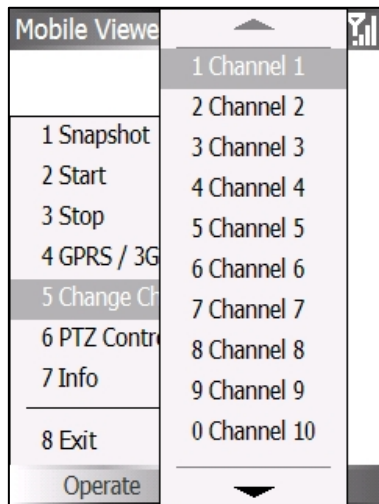 Mobile Viewe
1 Snapshot
2 Start
3 Stop
4 GPRS / 3G
5 Change Ch
6 PTZ Contr
7 Info
8 Exit
Operate
1 Channel 1
2 Channel 2
3 Channel 3
4 Channel 4
5 Channel 5
6 Channel 6
7 Channel 7
8 Channel 8
9 Channel 9
0 Channel 10